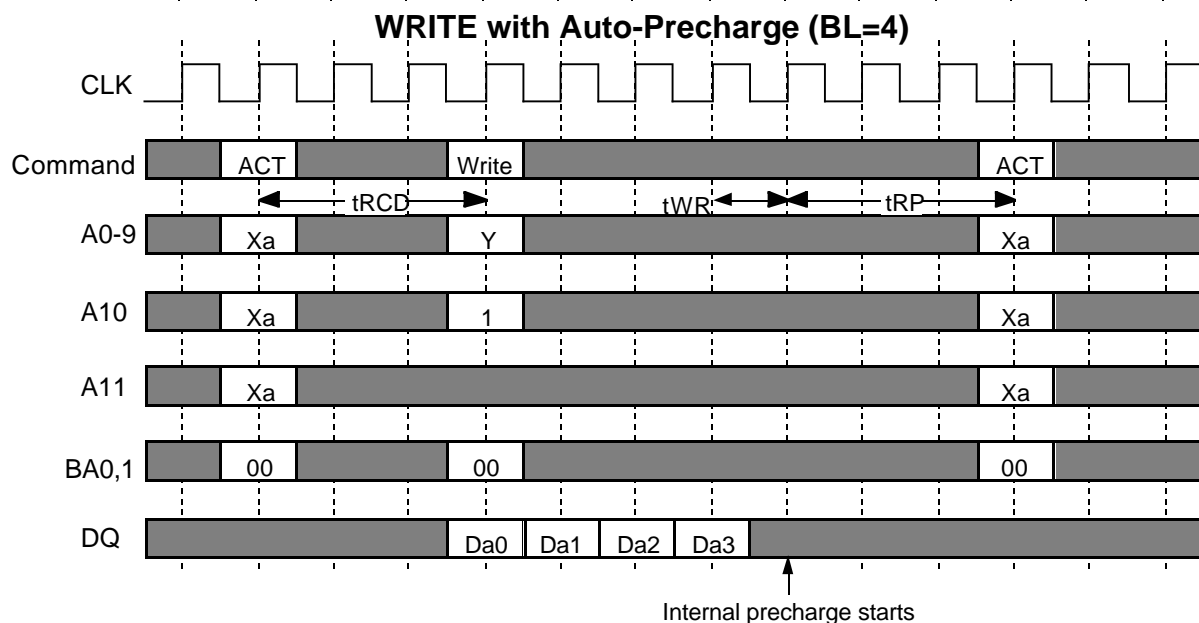 WRITE with Auto-Precharge (BL=4)
CLK
Command ACT Write ACT
tRCD tWR tRP
A0-9 Xa Y Xa
A10 Xa 1 Xa
A11 Xa Xa
BA0,1 00 00 00
DQ Da0 Da1 Da2 Da3
Internal precharge starts